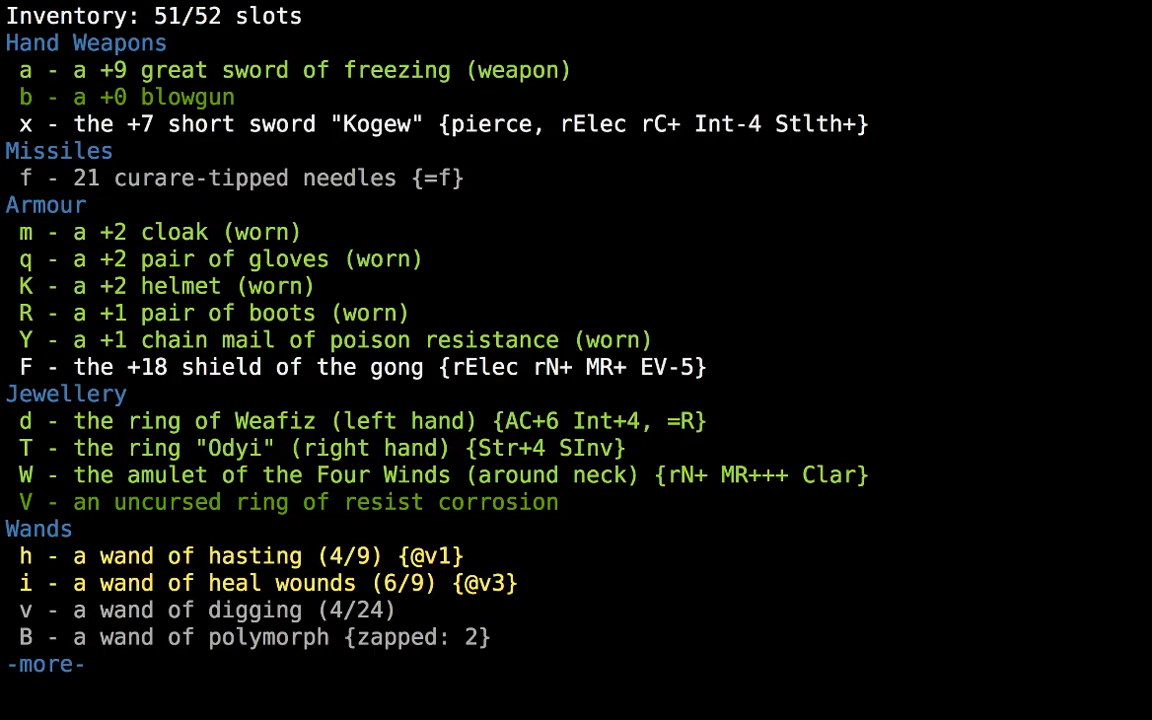 Inventory: 51/52 slots
Hand Weapons
a - a +9 great sword of freezing (weapon)
b - a +0 blowgun
x - the +7 short sword "Kogew" {pierce, rElec rC+ Int-4 Stlth+}
Missiles
f - 21 curare-tipped needles {=f}
Armour
m - a +2 cloak (worn)
q - a +2 pair of gloves (worn)
K - a +2 helmet (worn)
R - a +1 pair of boots (worn)
Y - a +1 chain mail of poison resistance (worn)
F - the +18 shield of the gong {rElec rN+ MR+ EV-5}
Jewellery
d - the ring of Weafiz (left hand) {AC+6 Int+4, =R}
T - the ring "Odyi" (right hand) {Str+4 SInv}
W - the amulet of the Four Winds (around neck) {rN+ MR+++ Clar}
V - an uncursed ring of resist corrosion
Wands
h - a wand of hasting (4/9) {@v1}
i - a wand of heal wounds (6/9) {@v3}
v - a wand of digging (4/24)
B - a wand of polymorph {zapped: 2}
-more-